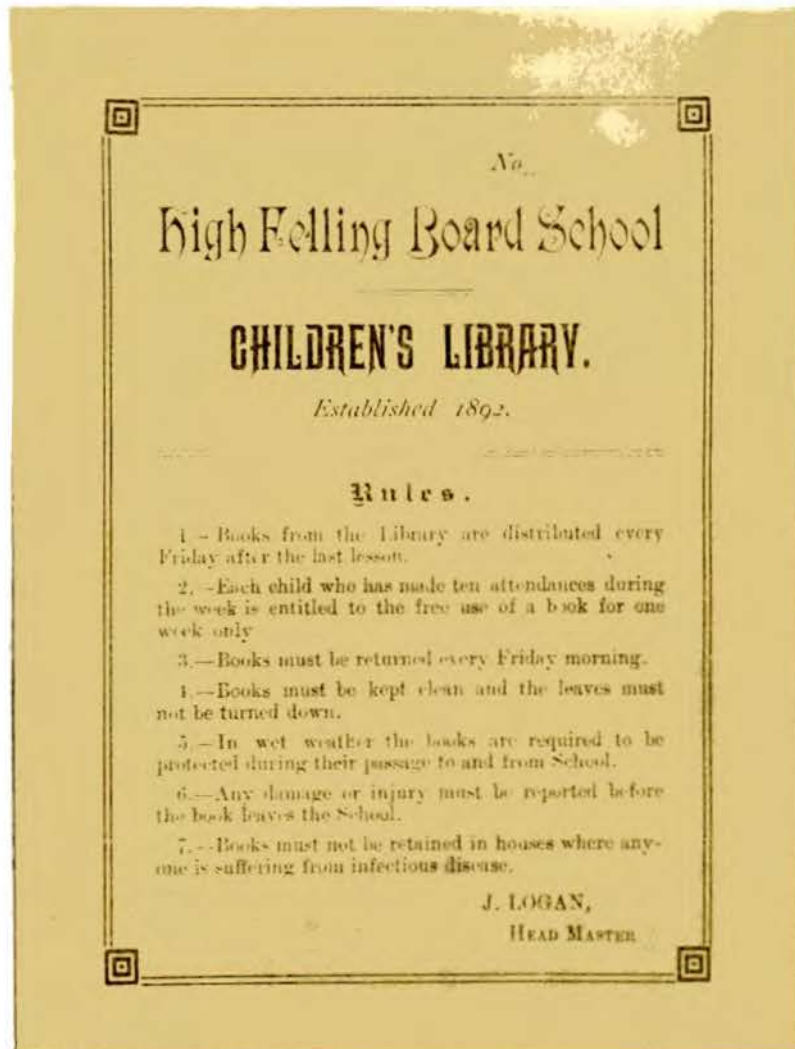 No.
High Felling Board School
CHILDREN'S LIBRARY.
Established 1892.
Rules.
1.—Books from the Library are distributed every
Friday after the last lesson.
2.—Each child who has made ten attendances during
the week is entitled to the free use of a book for one
week only
3.—Books must be returned every Friday morning.
4.—Books must be kept clean and the leaves must
not be turned down.
5.—In wet weather the books are required to be
protected during their passage to and from School.
6.—Any damage or injury must be reported before
the book leaves the School.
7.—Books must not be retained in houses where any-
one is suffering from infectious disease.
J. LOGAN,
HEAD MASTER